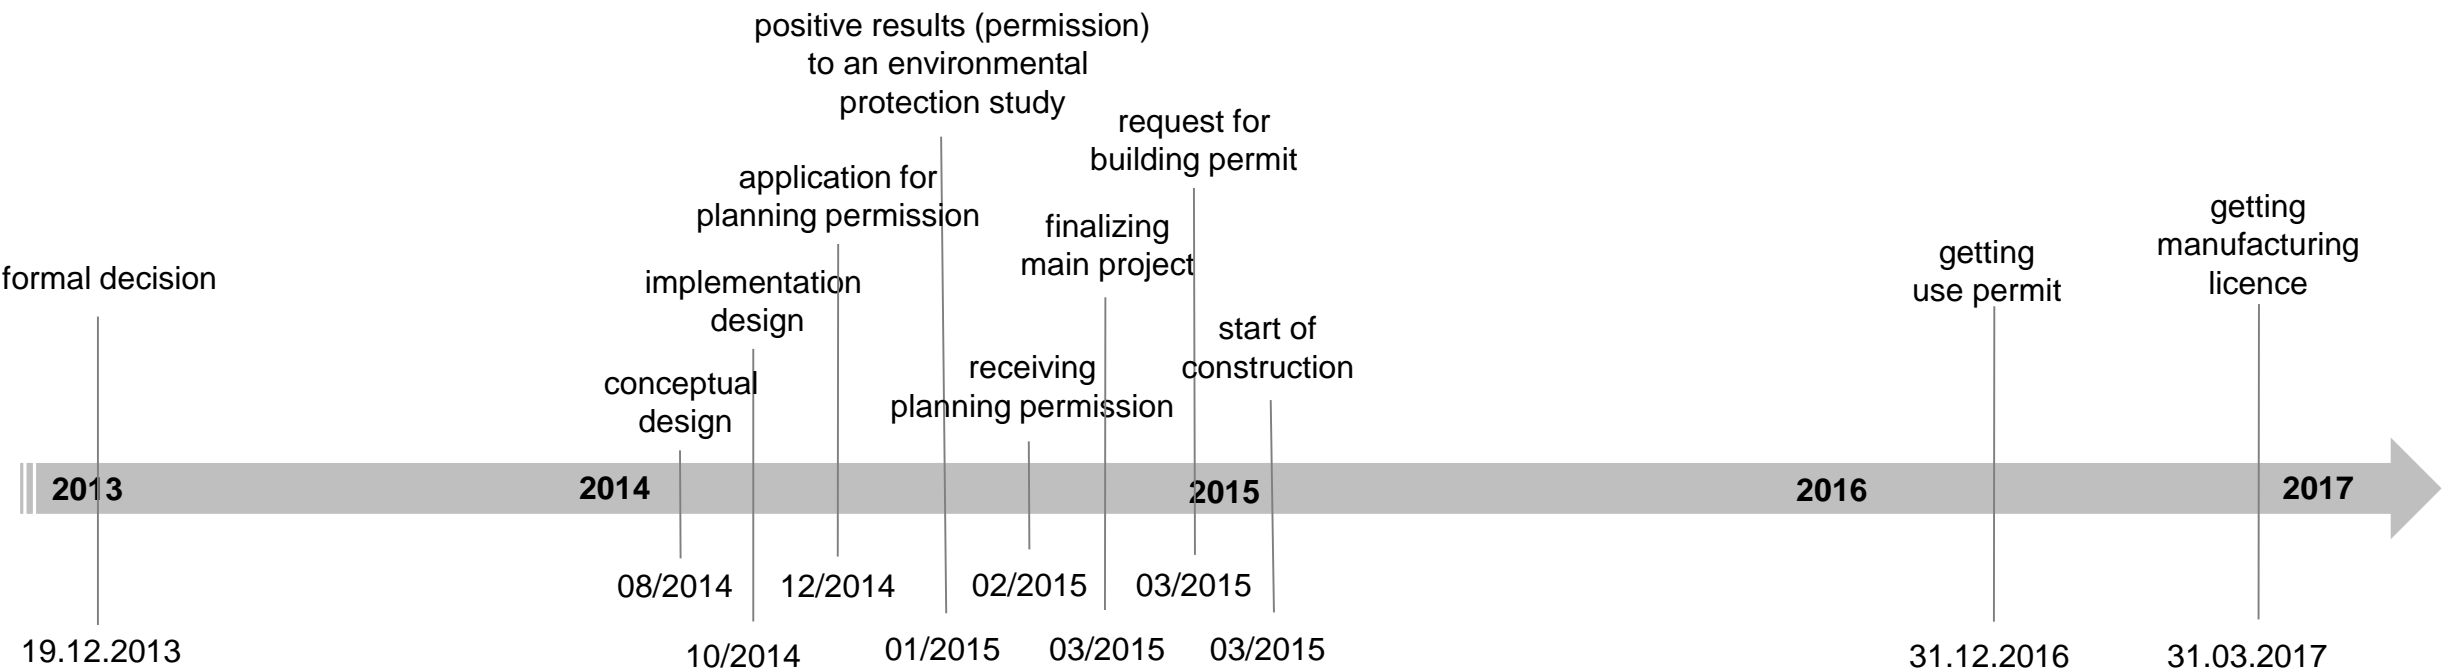 positive results (permission)
to an environmental
protection study
request for
building permit
application for
planning permission
finalizing
main project
getting
manufacturing
licence
getting
use permit
formal decision
implementation
design
start of
construction
receiving
planning permission
conceptual
design
2013
2014
2015
2016
2017
08/2014
12/2014
02/2015
03/2015
19.12.2013
10/2014
01/2015
03/2015
03/2015
31.12.2016
31.03.2017